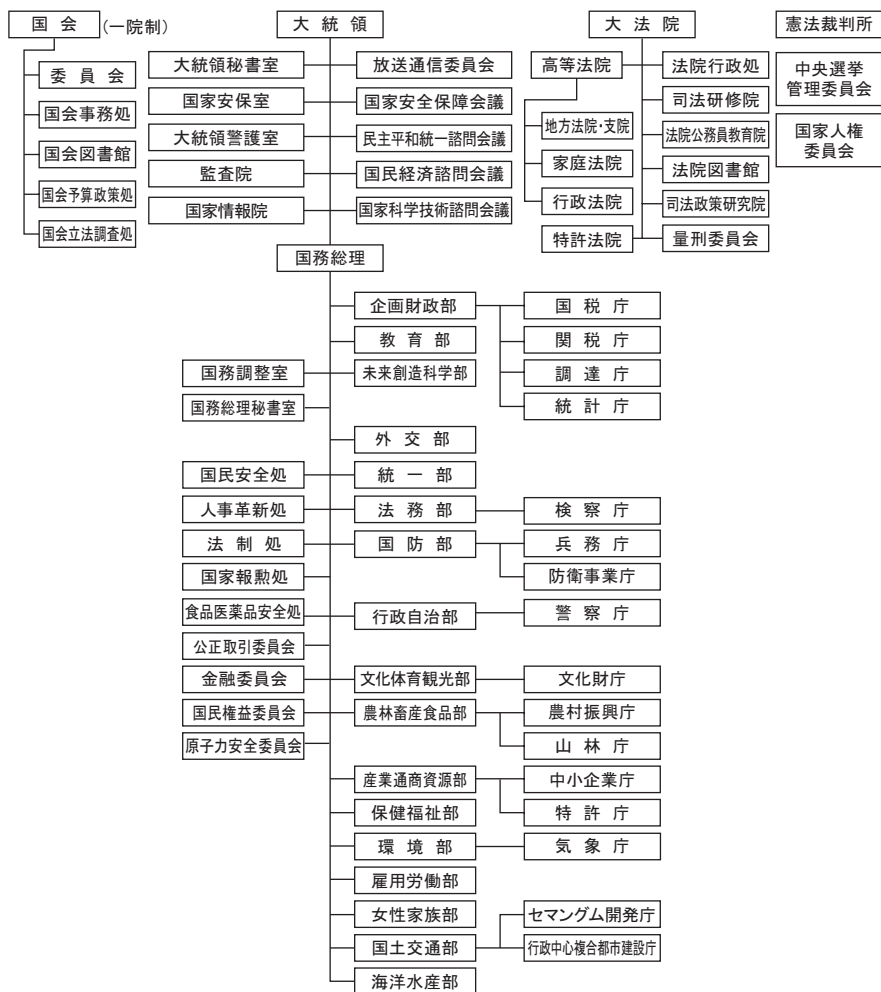 国会 (一院制)
委員会
国会事務処
国会図書館
国会予算政策処
国会立法調査処
大統領
大統領秘書室
放送通信委員会
国家安保室
国家安全保障会議
大統領警護室
民主平和統一諮問会議
監査院
国民経済諮問会議
国家情報院
国家科学技術諮問会議
大法院
高等法院
地方法院・支院
家庭法院
行政法院
特許法院
法院行政処
司法研修院
法院公務員教育院
法院図書館
司法政策研究院
量刑委員会
憲法裁判所
中央選挙
管理委員会
国家人権
委員会
国務総理
国務調整室
国務総理秘書室
国民安全処
人事革新処
法制処
国家報勲処
食品医薬品安全処
公正取引委員会
金融委員会
国民権益委員会
原子力安全委員会
企画財政部
国税庁
関税庁
調達庁
統計庁
教育部
未来創造科学部
外交部
統一部
法務部
検察庁
国防部
兵務庁
防衛事業庁
行政自治部
警察庁
文化体育観光部
文化財庁
農林畜産食品部
農村振興庁
山林庁
産業通商資源部
中小企業庁
特許庁
保健福祉部
環境部
気象庁
雇用労働部
女性家族部
国土交通部
セマングム開発庁
行政中心複合都市建設庁
海洋水産部